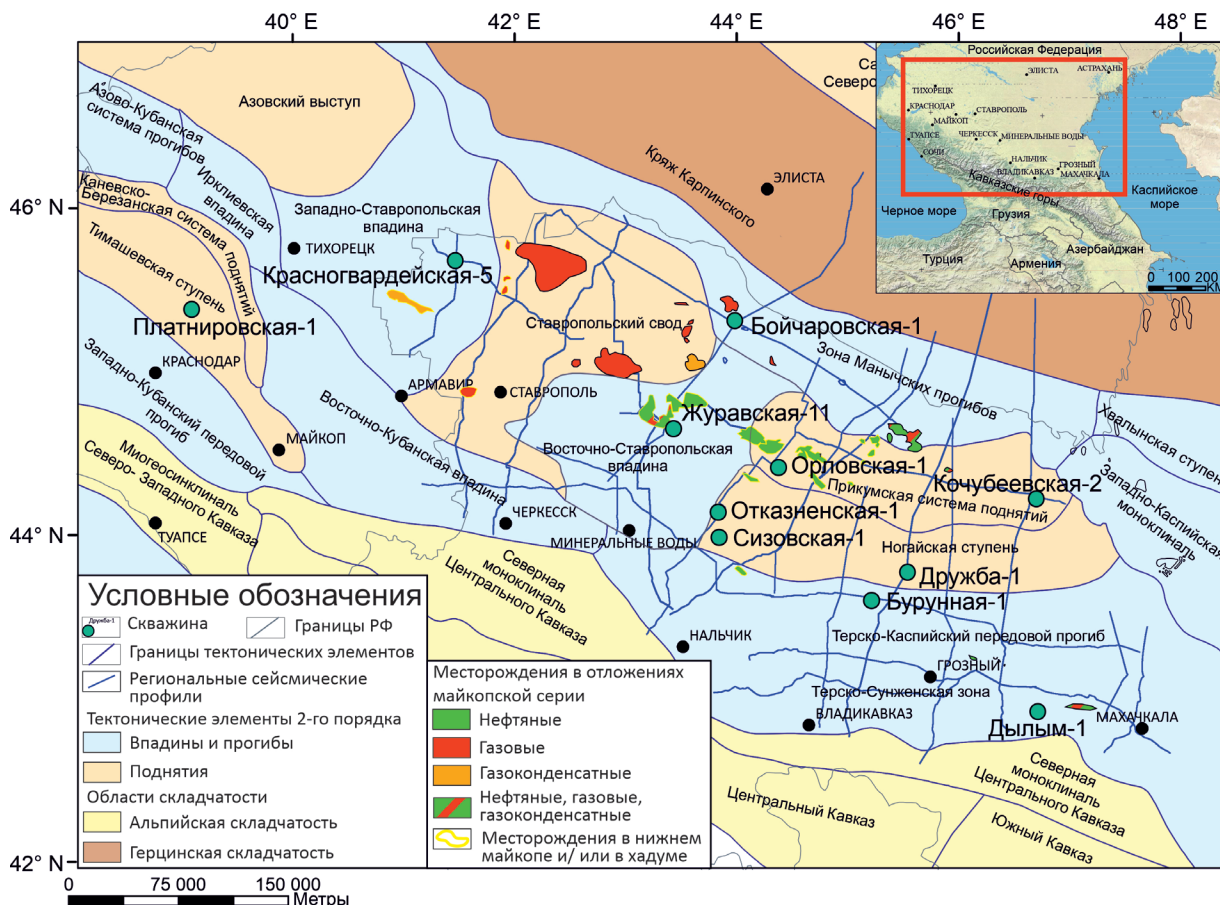 40° E
42° E
44° E
46° E
48° E
46° N
44° N
42° N
Азовский выступ
Азово-Кубанская
система прогибов
Ирклиевская
впадина
Каневско-
Березанская система поднятий
Тимашевская ступень
Западно-Ставропольская
впадина
ТИХОРЕЦК
Красногвардейская-5
Платнировская-1
КРАСНОДАР
Западно-Кубанский передовой
прогиб
МАЙКОП
АРМАВИР
СТАВРОПОЛЬ
Ставропольский свод
Восточно-Кубанская впадина
Кряж Карпинского
ЭЛИСТА
Са
Северо
Бойчаровская-1
Зона Манычских прогибов
Журавская-11
Восточно-Ставропольская
впадина
Орловская-1
Кочубеевская-2
Прикумская система поднятий
Отказненская-1
Сизовская-1
Ногайская ступень
Дружба-1
Бурунная-1
Хвалынская ступень
Западно-Каспийская
моноклиналь
Миогеосинклиналь
Северо- Западного Кавказа
ТУАПСЕ
ЧЕРКЕССК
МИНЕРАЛЬНЫЕ ВОДЫ
Северная
моноклиналь
Центрального Кавказа
НАЛЬЧИК
Терско-Каспийский передовой прогиб
ГРОЗНЫЙ
Терско-Сунженская зона
ВЛАДИКАВКАЗ
Дылым-1
МАХАЧКАЛА
Северная
моноклиналь
Центрального Кавказа
Центральный Кавказ
Южный Кавказ
Российская Федерация
ЭЛИСТА
АСТРАХАНЬ
ТИХОРЕЦК
КРАСНОДАР
СТАВРОПОЛЬ
МАЙКОП
ТУАПСЕ
ЧЕРКЕССК
МИНЕРАЛЬНЫЕ ВОДЫ
СОЧИ
НАЛЬЧИК
ГРОЗНЫЙ
ВЛАДИКАВКАЗ
МАХАЧКАЛА
Кавказские горы
Каспийское
море
Черное море
Грузия
Азербайджан
Турция
Армения
0 100 200
КМ
Условные обозначения
Дружба-1
Скважина
Границы РФ
Границы тектонических элементов
Региональные сейсмические
профили
Тектонические элементы 2-го порядка
Впадины и прогибы
Поднятия
Области складчатости
Альпийская складчатость
Герцинская складчатость
Месторождения в отложениях
майкопской серии
Нефтяные
Газовые
Газоконденсатные
Нефтяные, газовые,
газоконденсатные
Месторождения в нижнем
майкопе и/ или в хадуме
0
75 000
150 000
Метры